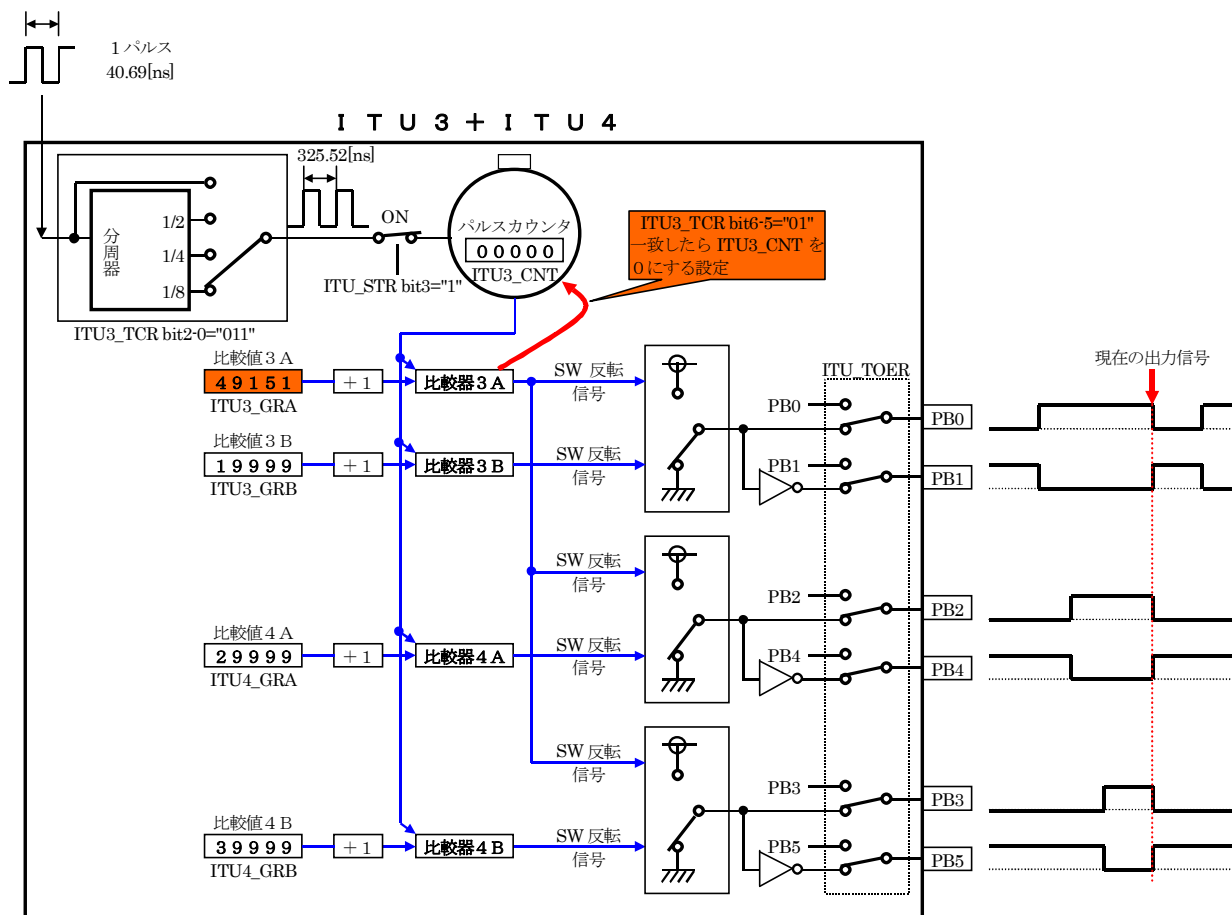 1パルス
40.69[ns]
ITU3＋ITU4
325.52[ns]
分周器
1/2
1/4
1/8
ITU3_TCR bit2-0="011"
ON
ITU_STR bit3="1"
パルスカウンタ
00000
ITU3_CNT
ITU3_TCR bit6-5="01"
一致したら ITU3_CNT を
0にする設定
比較値3A
49151
ITU3_GRA
+1
比較器3A
SW 反転
信号
比較値3B
19999
ITU3_GRB
+1
比較器3B
SW 反転
信号
ITU_TOER
PB0
PB0
PB1
PB1
現在の出力信号
SW 反転
信号
比較値4A
29999
ITU4_GRA
+1
比較器4A
SW 反転
信号
PB2
PB2
PB4
PB4
SW 反転
信号
比較値4B
39999
ITU4_GRB
+1
比較器4B
SW 反転
信号
PB3
PB3
PB5
PB5